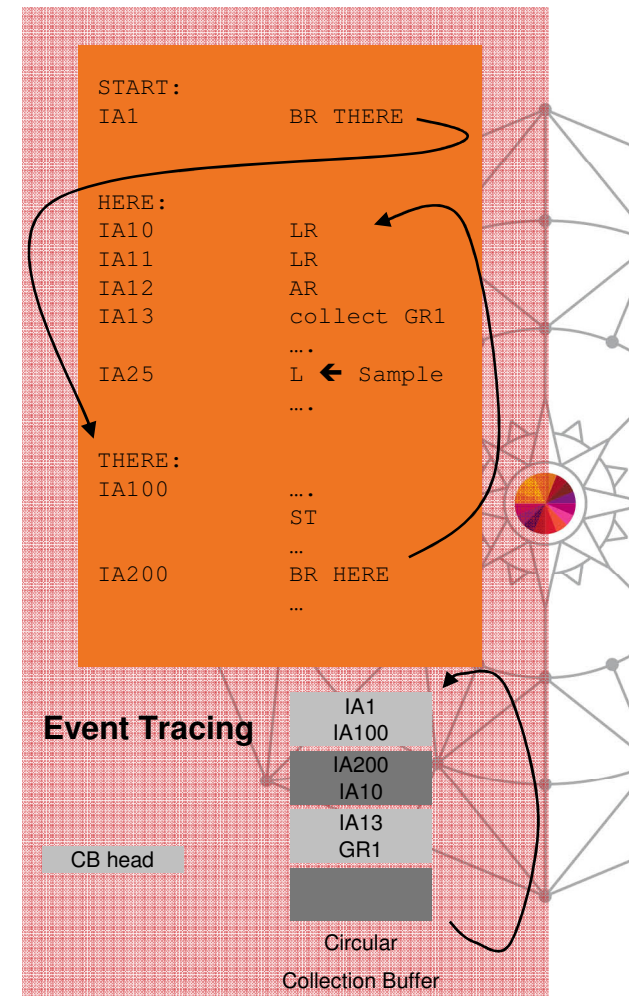 START:
IA1 BR THERE
HERE:
IA10 LR
IA11 LR
IA12 AR
IA13 collect GR1
….
IA25 L 🡸 Sample
….
THERE:
IA100 ….
ST
…
IA200 BR HERE
…
Event Tracing
IA1
IA100
IA200
IA10
IA13
GR1
CB head
Circular
Collection Buffer